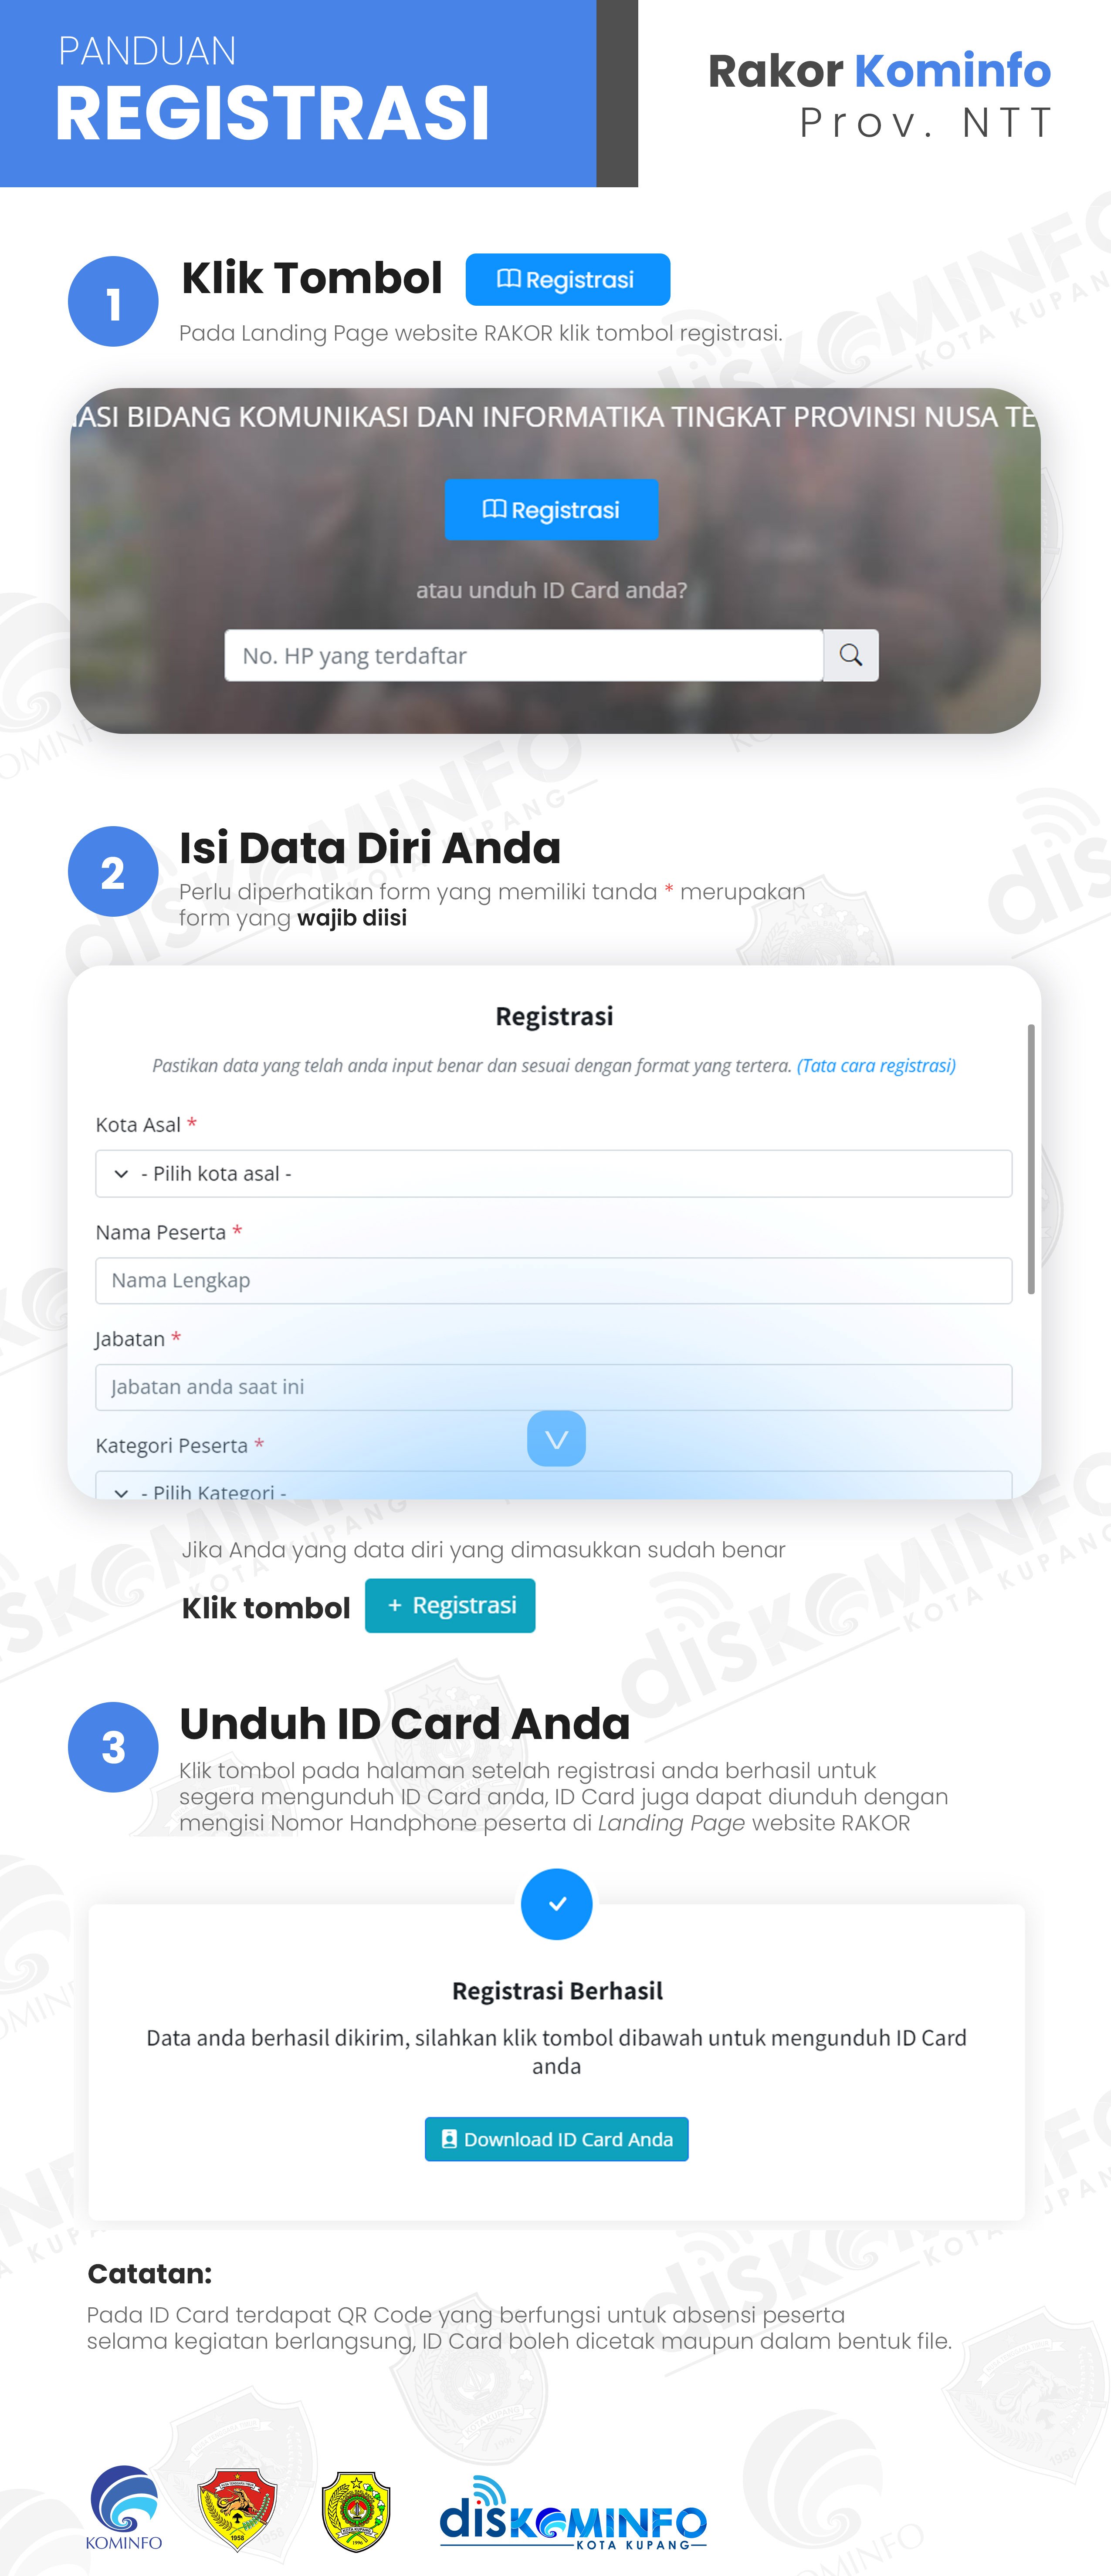 PANDUAN
REGISTRASI
Rakor Kominfo
Prov. NTT
1
Klik Tombol Registrasi
Pada Landing Page website RAKOR klik tombol registrasi.
ASI BIDANG KOMUNIKASI DAN INFORMATIKA TINGKAT PROVINSI NUSA TE
Registrasi
atau unduh ID Card anda?
No. HP yang terdaftar
2
Isi Data Diri Anda
Perlu diperhatikan form yang memiliki tanda * merupakan
form yang wajib diisi
Registrasi
Pastikan data yang telah anda input benar dan sesuai dengan format yang tertera. (Tata cara registrasi)
Kota Asal *
- Pilih kota asal -
Nama Peserta *
Nama Lengkap
Jabatan *
Jabatan anda saat ini
Kategori Peserta *
- Pilih Kategori -
Jika Anda yang data diri yang dimasukkan sudah benar
Klik tombol + Registrasi
3
Unduh ID Card Anda
Klik tombol pada halaman setelah registrasi anda berhasil untuk
segera mengunduh ID Card anda, ID Card juga dapat diunduh dengan
mengisi Nomor Handphone peserta di Landing Page website RAKOR
Registrasi Berhasil
Data anda berhasil dikirim, silahkan klik tombol dibawah untuk mengunduh ID Card
anda
Download ID Card Anda
Catatan:
Pada ID Card terdapat QR Code yang berfungsi untuk absensi peserta
selama kegiatan berlangsung, ID Card boleh dicetak maupun dalam bentuk file.
KOMINFO
1958
KOTA KUPANG
1996
disKOMINFO
KOTA KUPANG